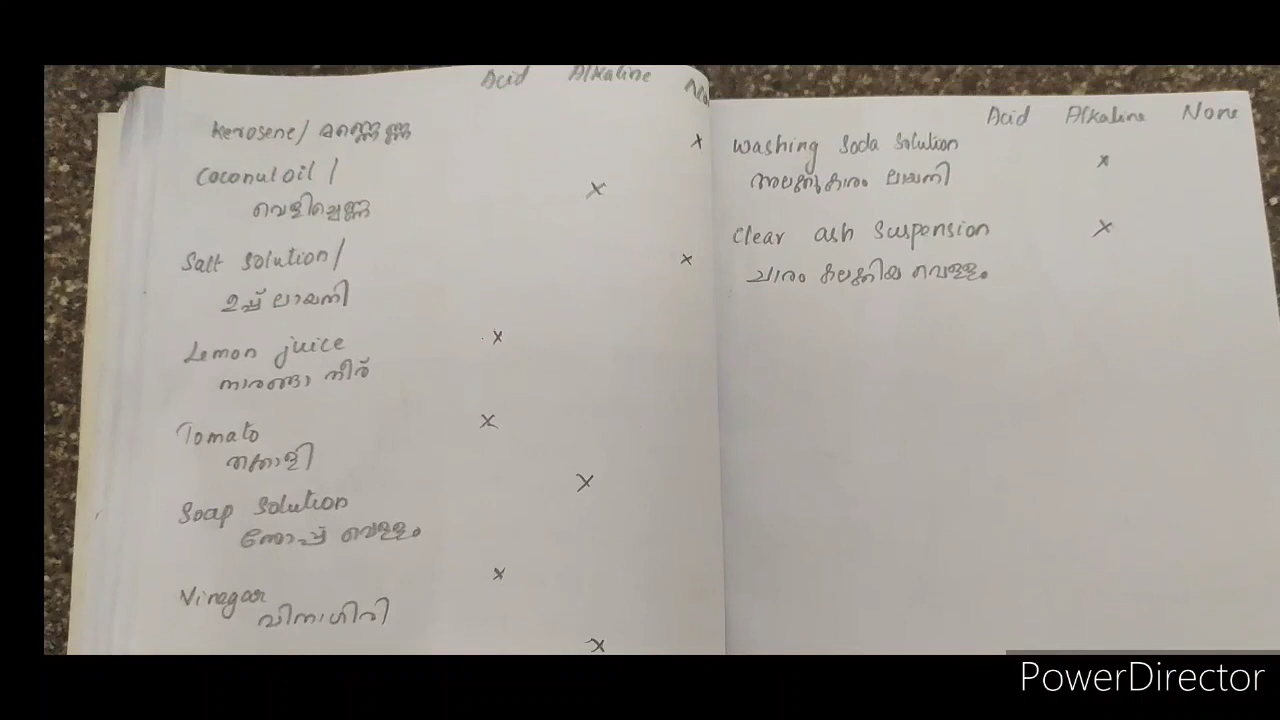 Acid Alkaline
Kerosene / മണ്ണെണ്ണ x
Coconut oil / x
വെളിച്ചെണ്ണ
Salt solution / x
ഉപ്പ് ലായനി
Lemon juice x
നാരങ്ങാ നീര്
Tomato x
തക്കാളി
Soap solution x
സോപ്പ് വെള്ളം
Vinegar x
വിനാഗിരി
x
Acid Alkaline None
Washing Soda Solution x
അലക്കുകാരം ലായനി
Clear ash suspension x
ചാരം കലക്കിയ വെള്ളം
PowerDirector